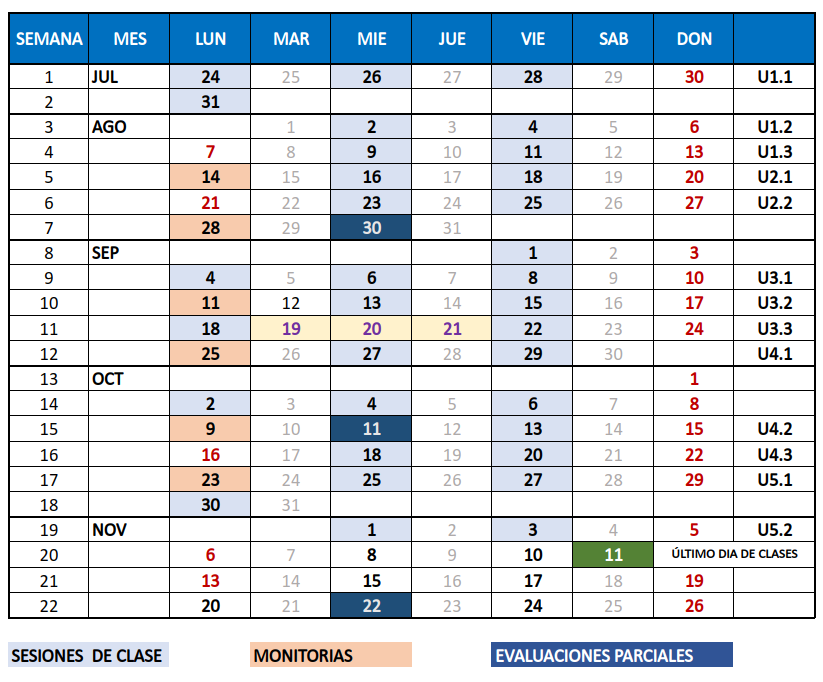 SEMANA MES LUN MAR MIE JUE VIE SAB DON
1 JUL 24 25 26 27 28 29 30 U1.1
2 31
3 AGO 1 2 3 4 5 6 U1.2
4 7 8 9 10 11 12 13 U1.3
5 14 15 16 17 18 19 20 U2.1
6 21 22 23 24 25 26 27 U2.2
7 28 29 30 31
8 SEP 1 2 3
9 4 5 6 7 8 9 10 U3.1
10 11 12 13 14 15 16 17 U3.2
11 18 19 20 21 22 23 24 U3.3
12 25 26 27 28 29 30 U4.1
13 OCT 1
14 2 3 4 5 6 7 8
15 9 10 11 12 13 14 15 U4.2
16 16 17 18 19 20 21 22 U4.3
17 23 24 25 26 27 28 29 U5.1
18 30 31
19 NOV 1 2 3 4 5 U5.2
20 6 7 8 9 10 11 ÚLTIMO DIA DE CLASES
21 13 14 15 16 17 18 19
22 20 21 22 23 24 25 26
SESIONES DE CLASE MONITORIAS EVALUACIONES PARCIALES